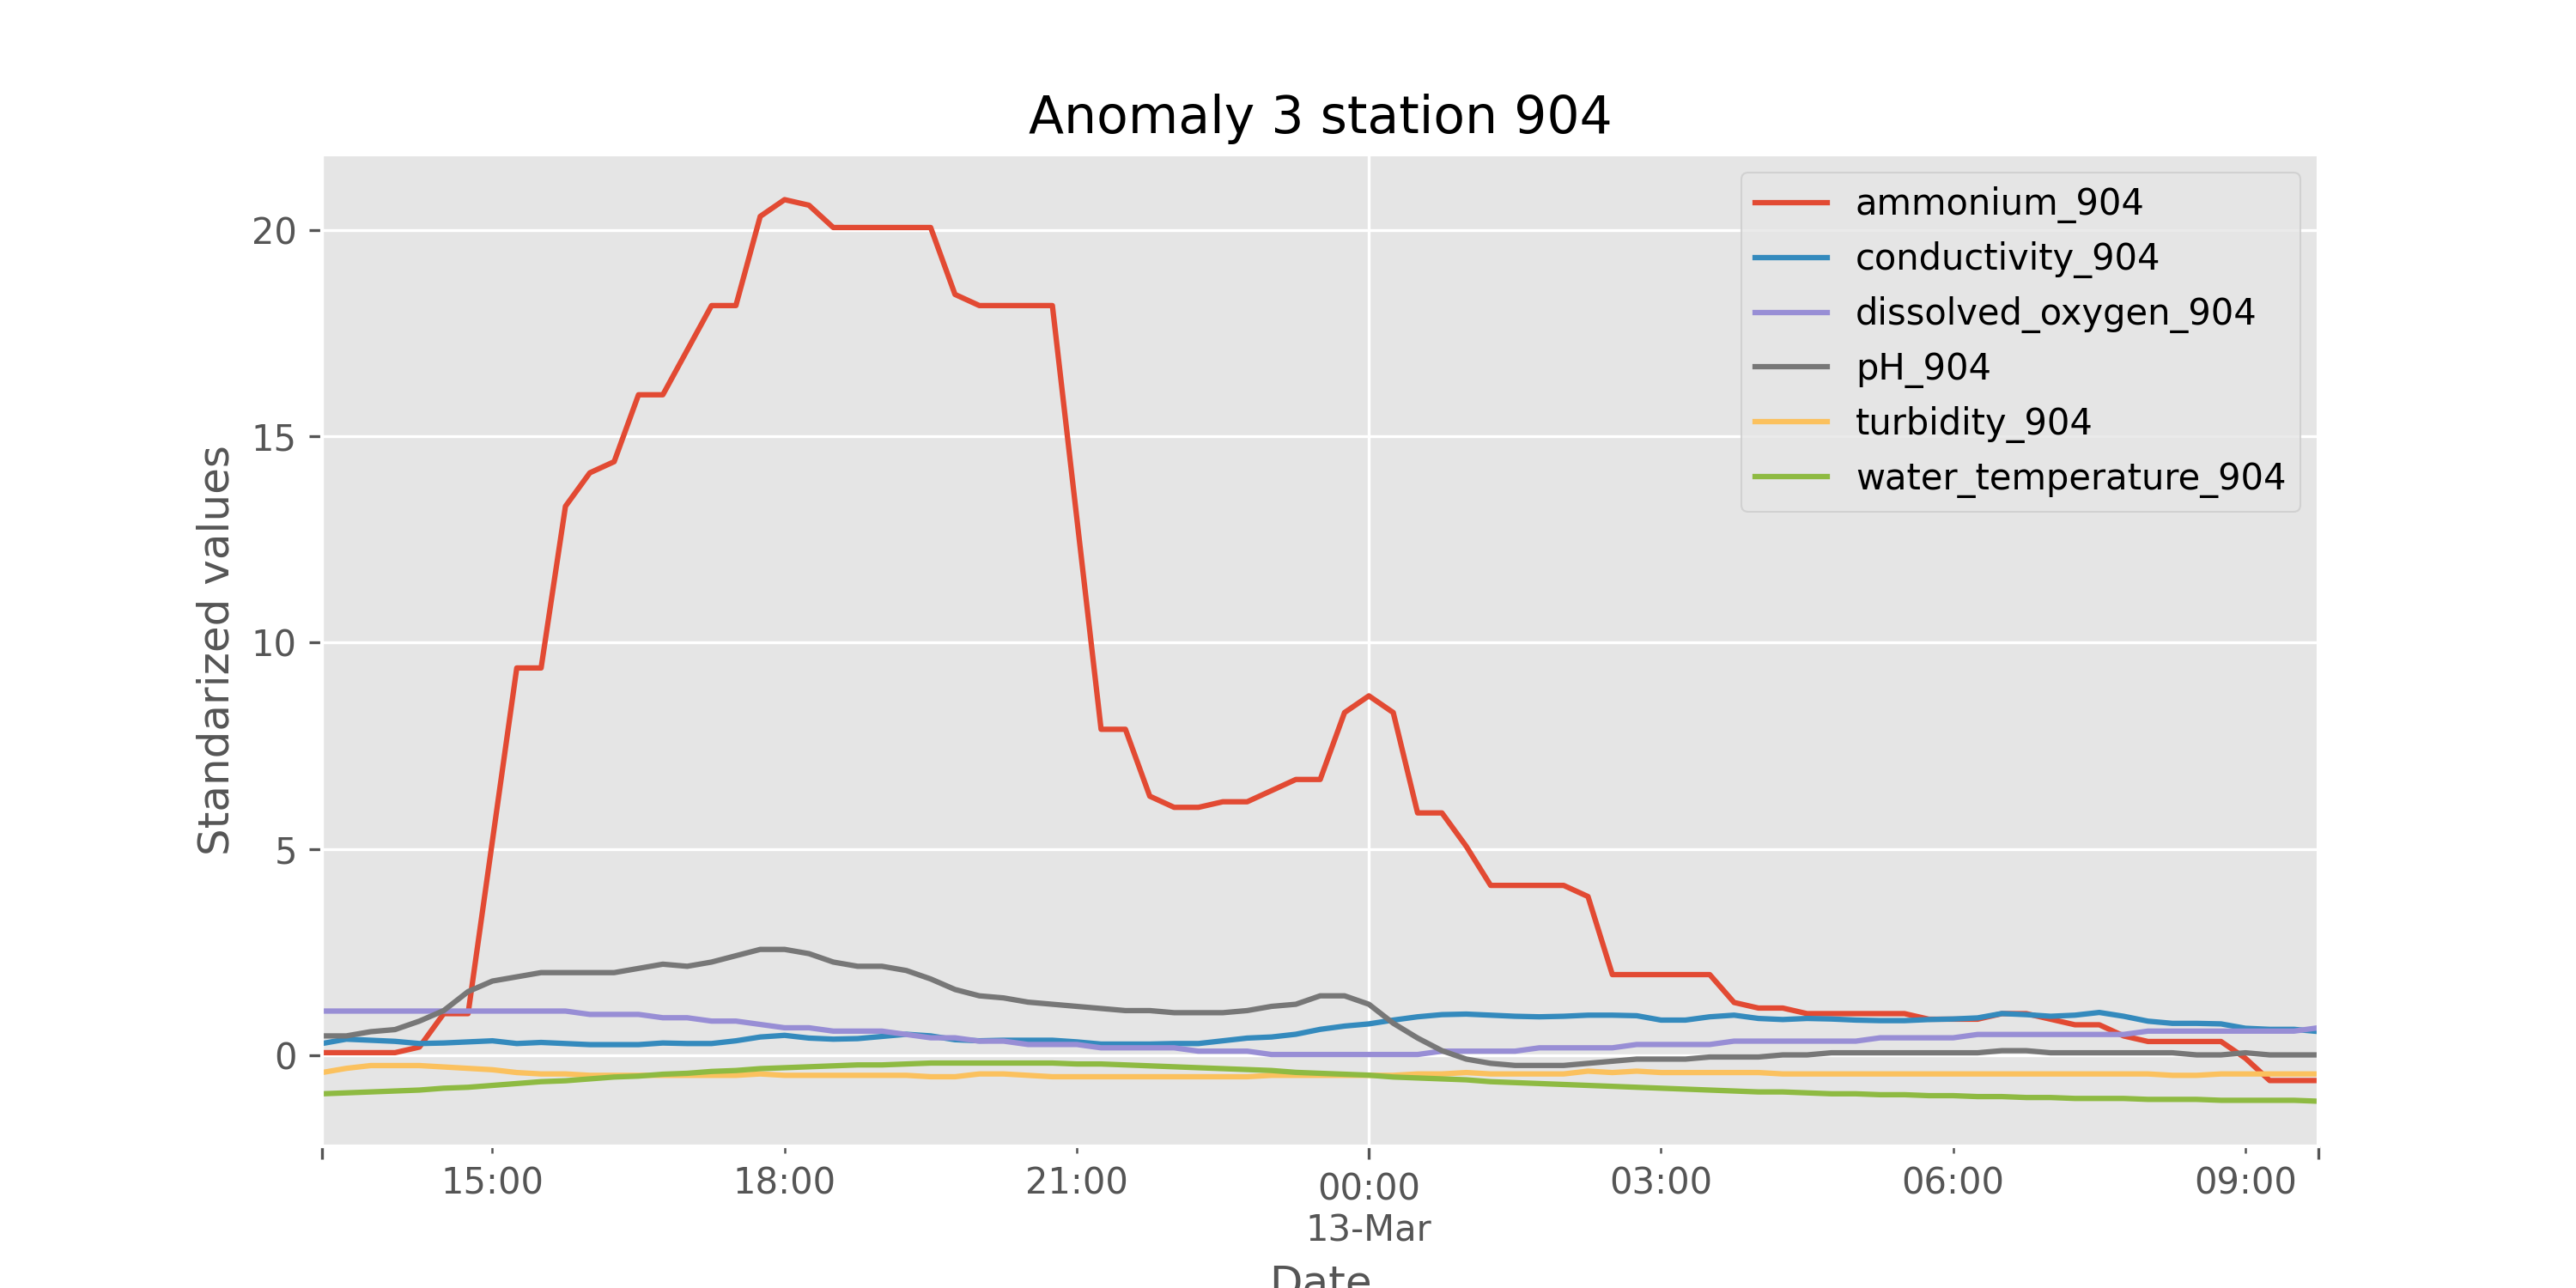 Anomaly 3 station 904
ammonium_904
conductivity_904
dissolved_oxygen_904
pH_904
turbidity_904
water_temperature_904
Standarized values
20
15
10
5
0
15:00 18:00 21:00 00:00 03:00 06:00 09:00
13-Mar
Date